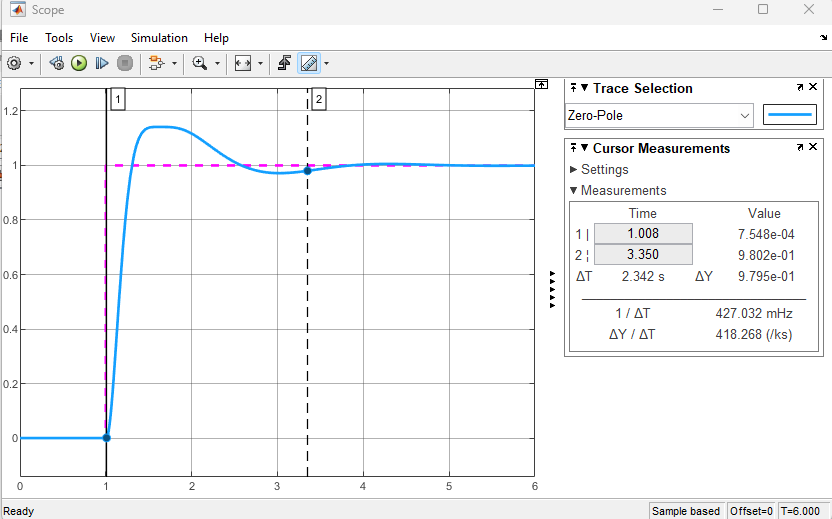 Scope
File Tools View Simulation Help
1 2
1.2
1
0.8
0.6
0.4
0.2
0
0 1 2 3 4 5 6
Trace Selection
Zero-Pole
Cursor Measurements
Settings
Measurements
Time Value
1 | 1.008 7.548e-04
2 ¦ 3.350 9.802e-01
ΔT 2.342 s ΔY 9.795e-01
1 / ΔT 427.032 mHz
ΔY / ΔT 418.268 (/ks)
Ready Sample based Offset=0 T=6.000